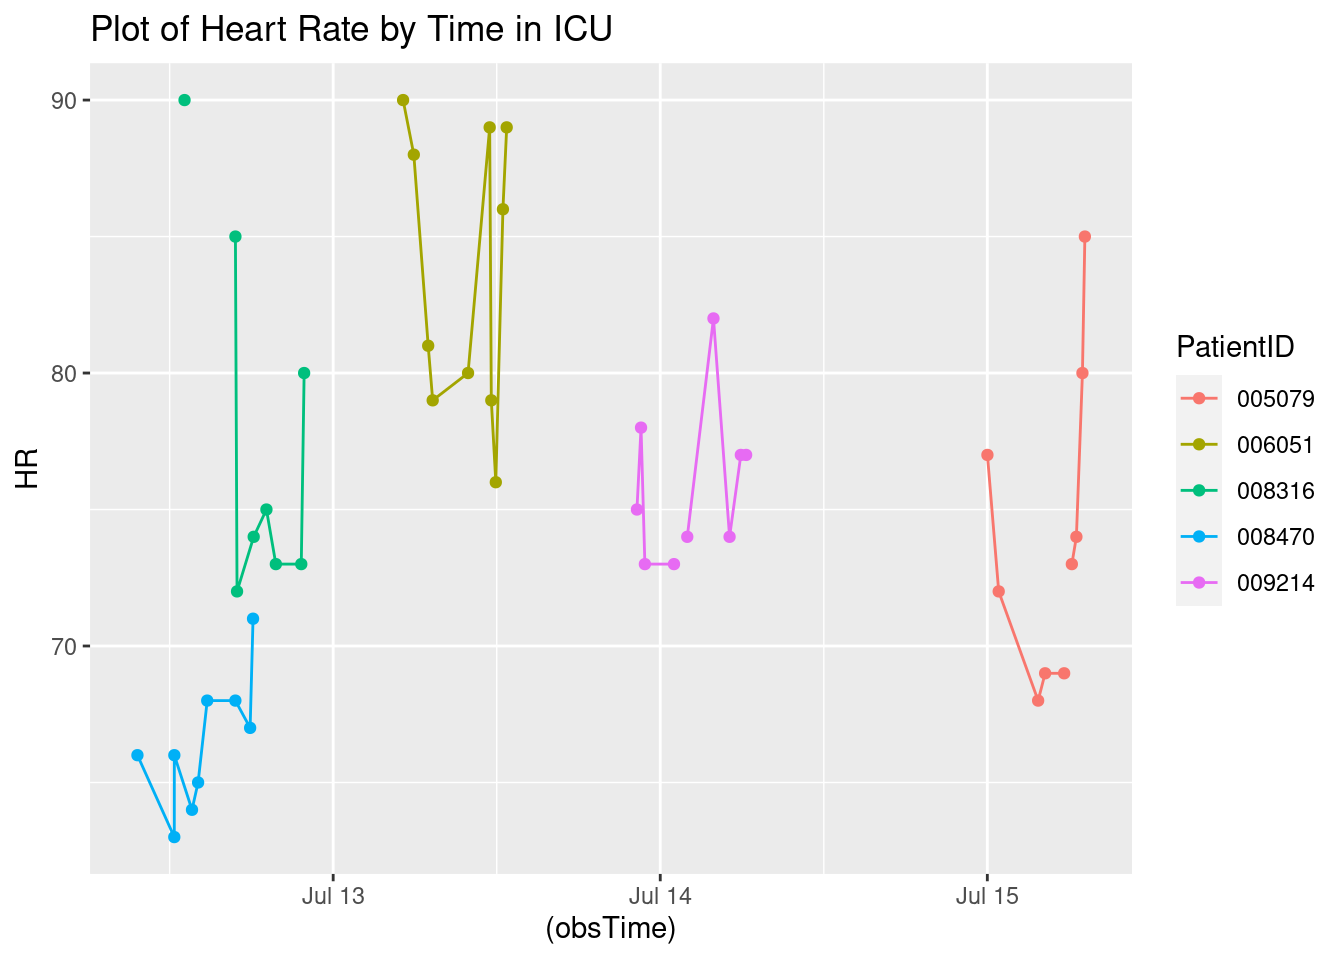 Plot of Heart Rate by Time in ICU
90
80
70
HR
Jul 13
Jul 14
Jul 15
(obsTime)
PatientID
005079
006051
008316
008470
009214